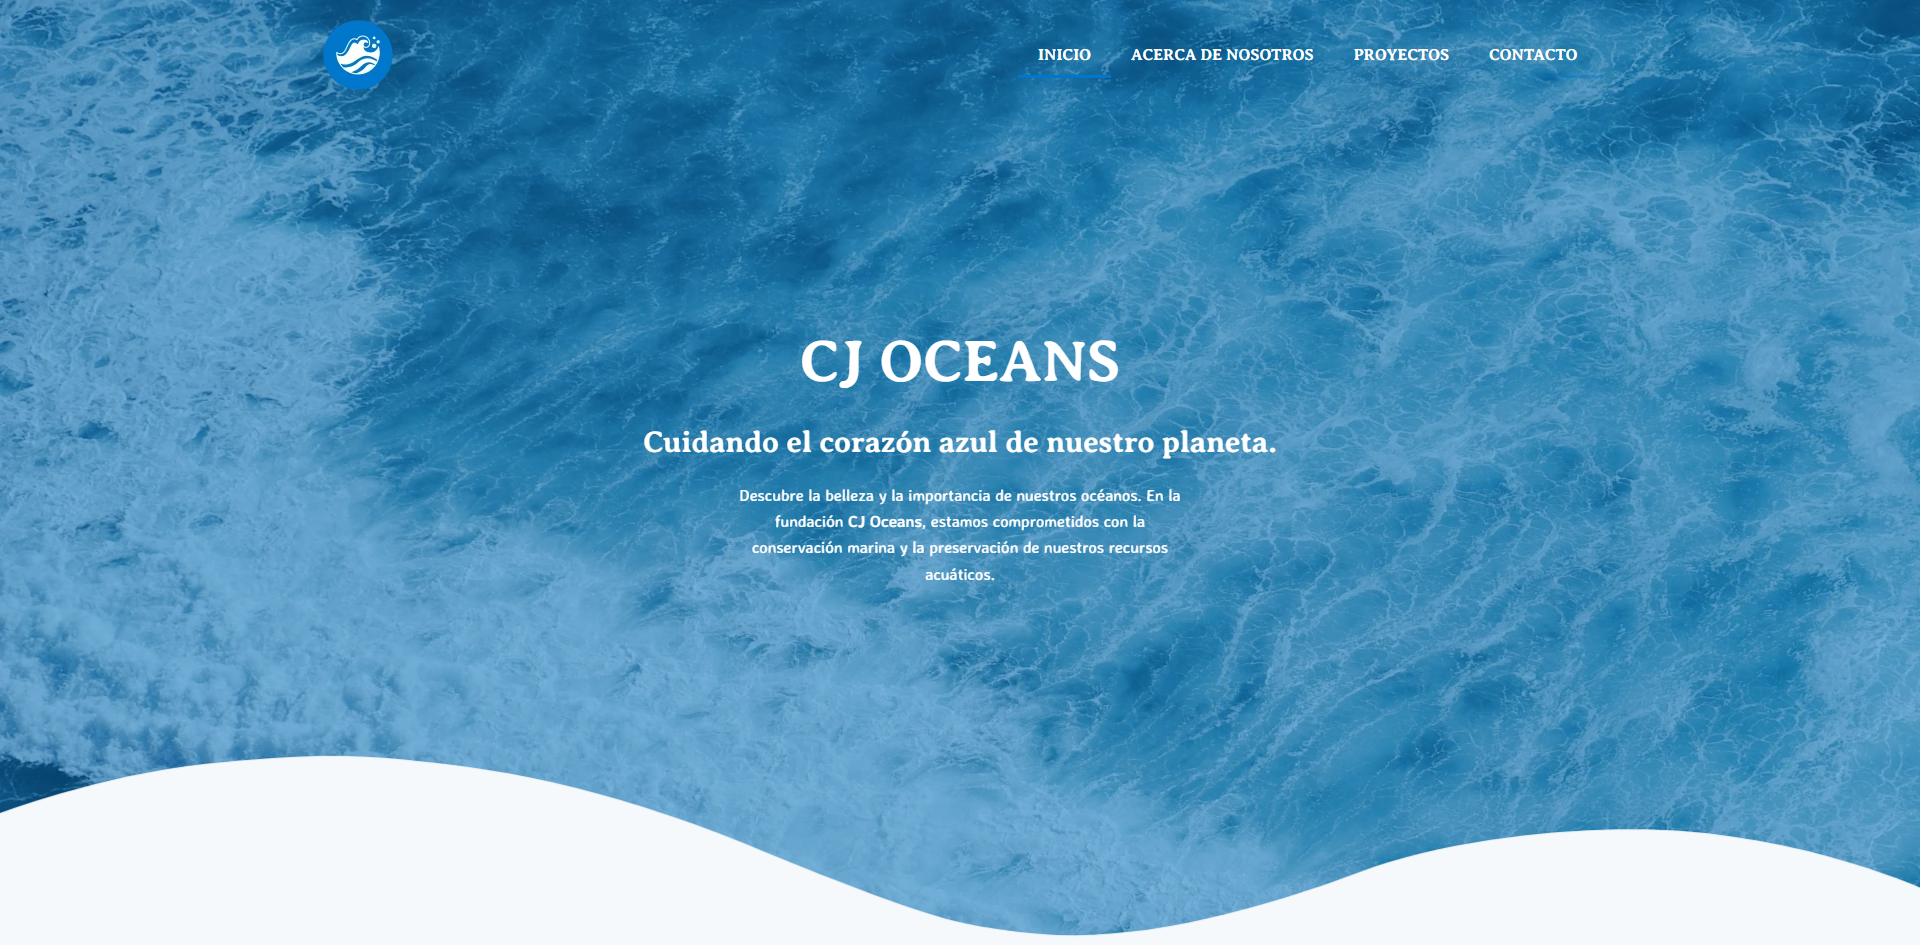 INICIO ACERCA DE NOSOTROS PROYECTOS CONTACTO
CJ OCEANS
Cuidando el corazón azul de nuestro planeta.
Descubre la belleza y la importancia de nuestros océanos. En la
fundación CJ Oceans, estamos comprometidos con la
conservación marina y la preservación de nuestros recursos
acuáticos.